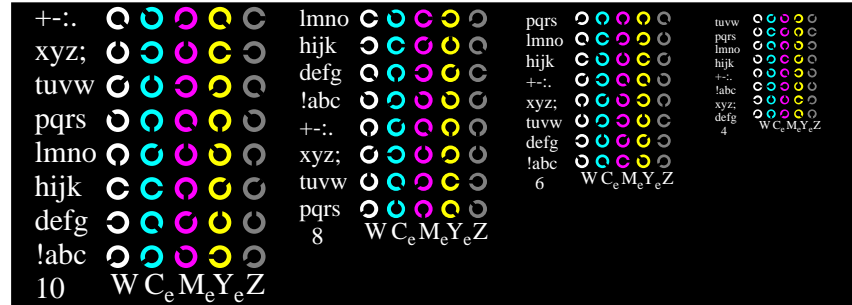 +-:.
xyz;
tuvw
pqrs
lmno
hijk
defg
!abc
10 W Ce Me Ye Z
lmno
hijk
defg
!abc
+-:.
xyz;
tuvw
pqrs
8 W Ce Me Ye Z
pqrs
lmno
hijk
+-:.
xyz;
tuvw
defg
!abc
6 W Ce Me Ye Z
tuvw
pqrs
lmno
hijk
+-:.
!abc
xyz;
defg
4 W Ce Me Ye Z